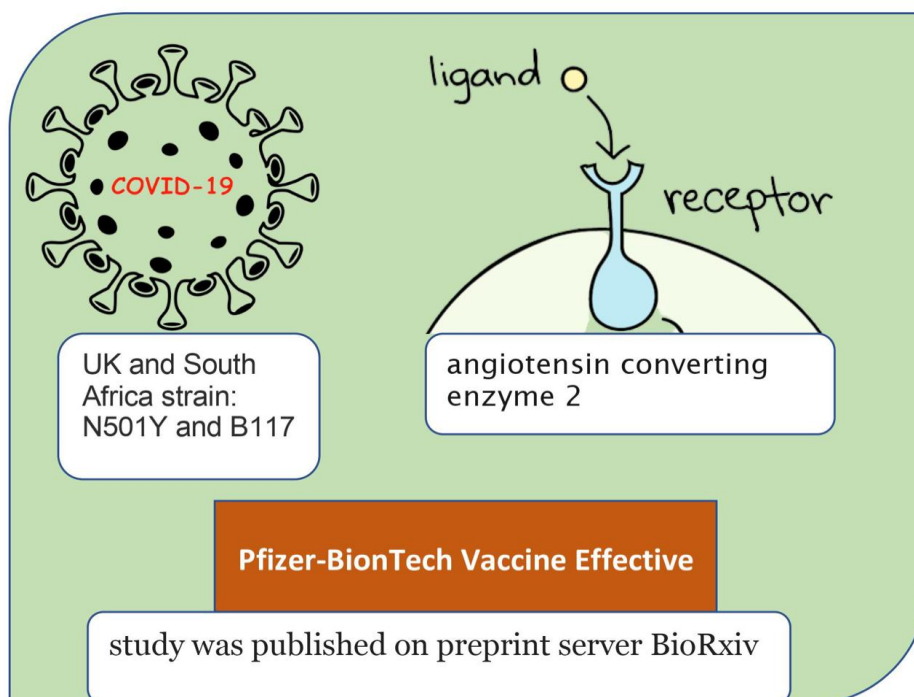 ligand
receptor
COVID-19
UK and South
Africa strain:
N501Y and B117
angiotensin converting
enzyme 2
Pfizer-BionTech Vaccine Effective
study was published on preprint server BioRxiv